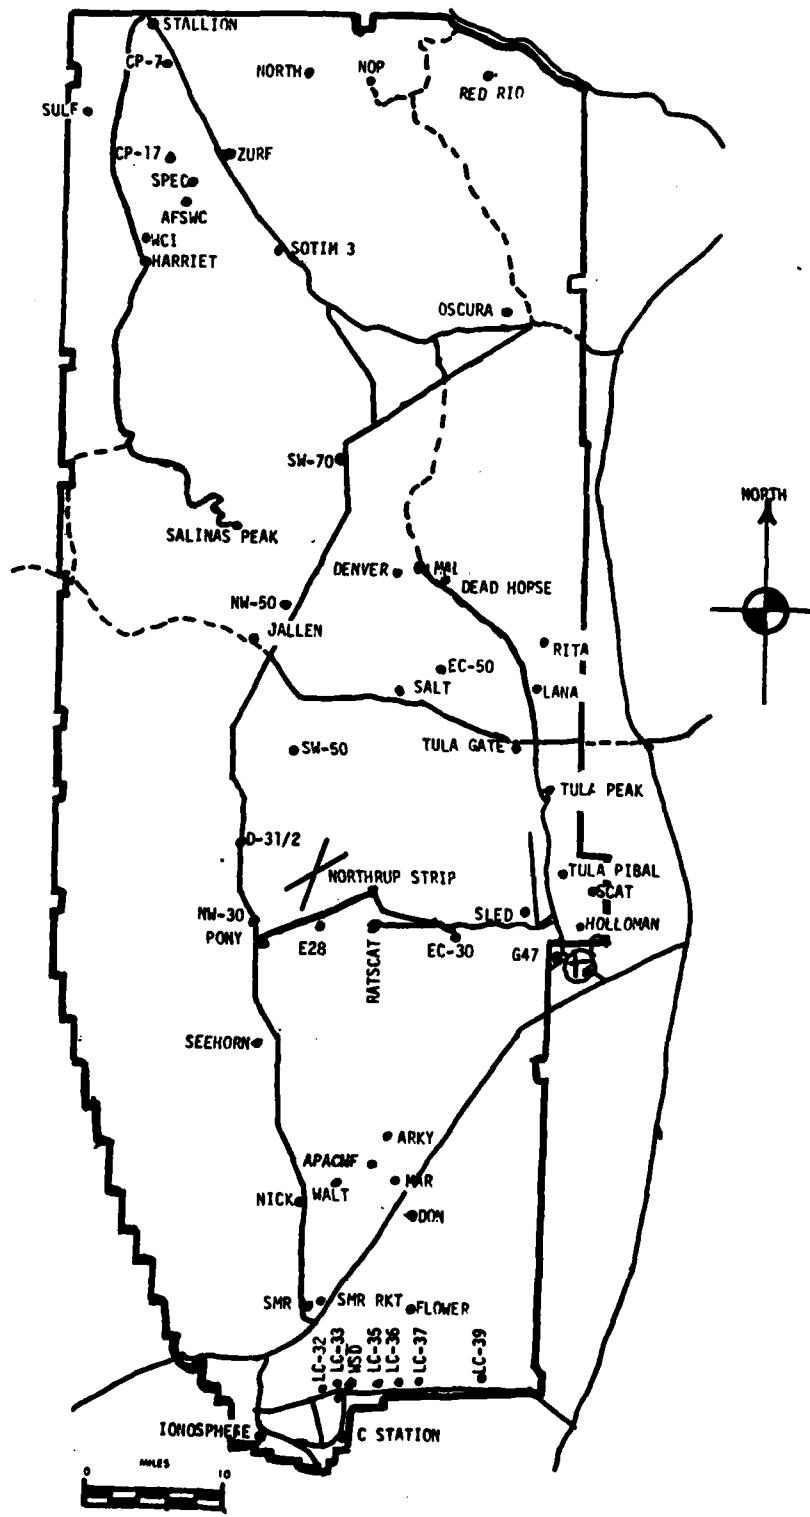 STALLION
CP-7
NORTH
NOP
RED RIO
SULF
CP-17
ZURF
SPEC
AFSWC
WCI
HARRIET
SOTIM 3
OSCURA
SW-70
NORTH
SALINAS PEAK
DENVER
MAL
DEAD HORSE
NW-50
JALLEN
RITA
EC-50
SALT
LANA
SW-50
TULA GATE
TULA PEAK
D-31/2
NORTHRUP STRIP
TULA PIBAL
SCAT
NW-30
SLED
HOLLOMAN
PONY
E28
RATSCAT
EC-30
G47
SEEHORN
ARKY
MAR
NICK
WALT
DON
SMR
SMR RKT
FLOWER
LC-32
LC-33
WSD
LC-35
LC-36
LC-37
LC-39
IONOSPHERE
C STATION
0 MILES 10